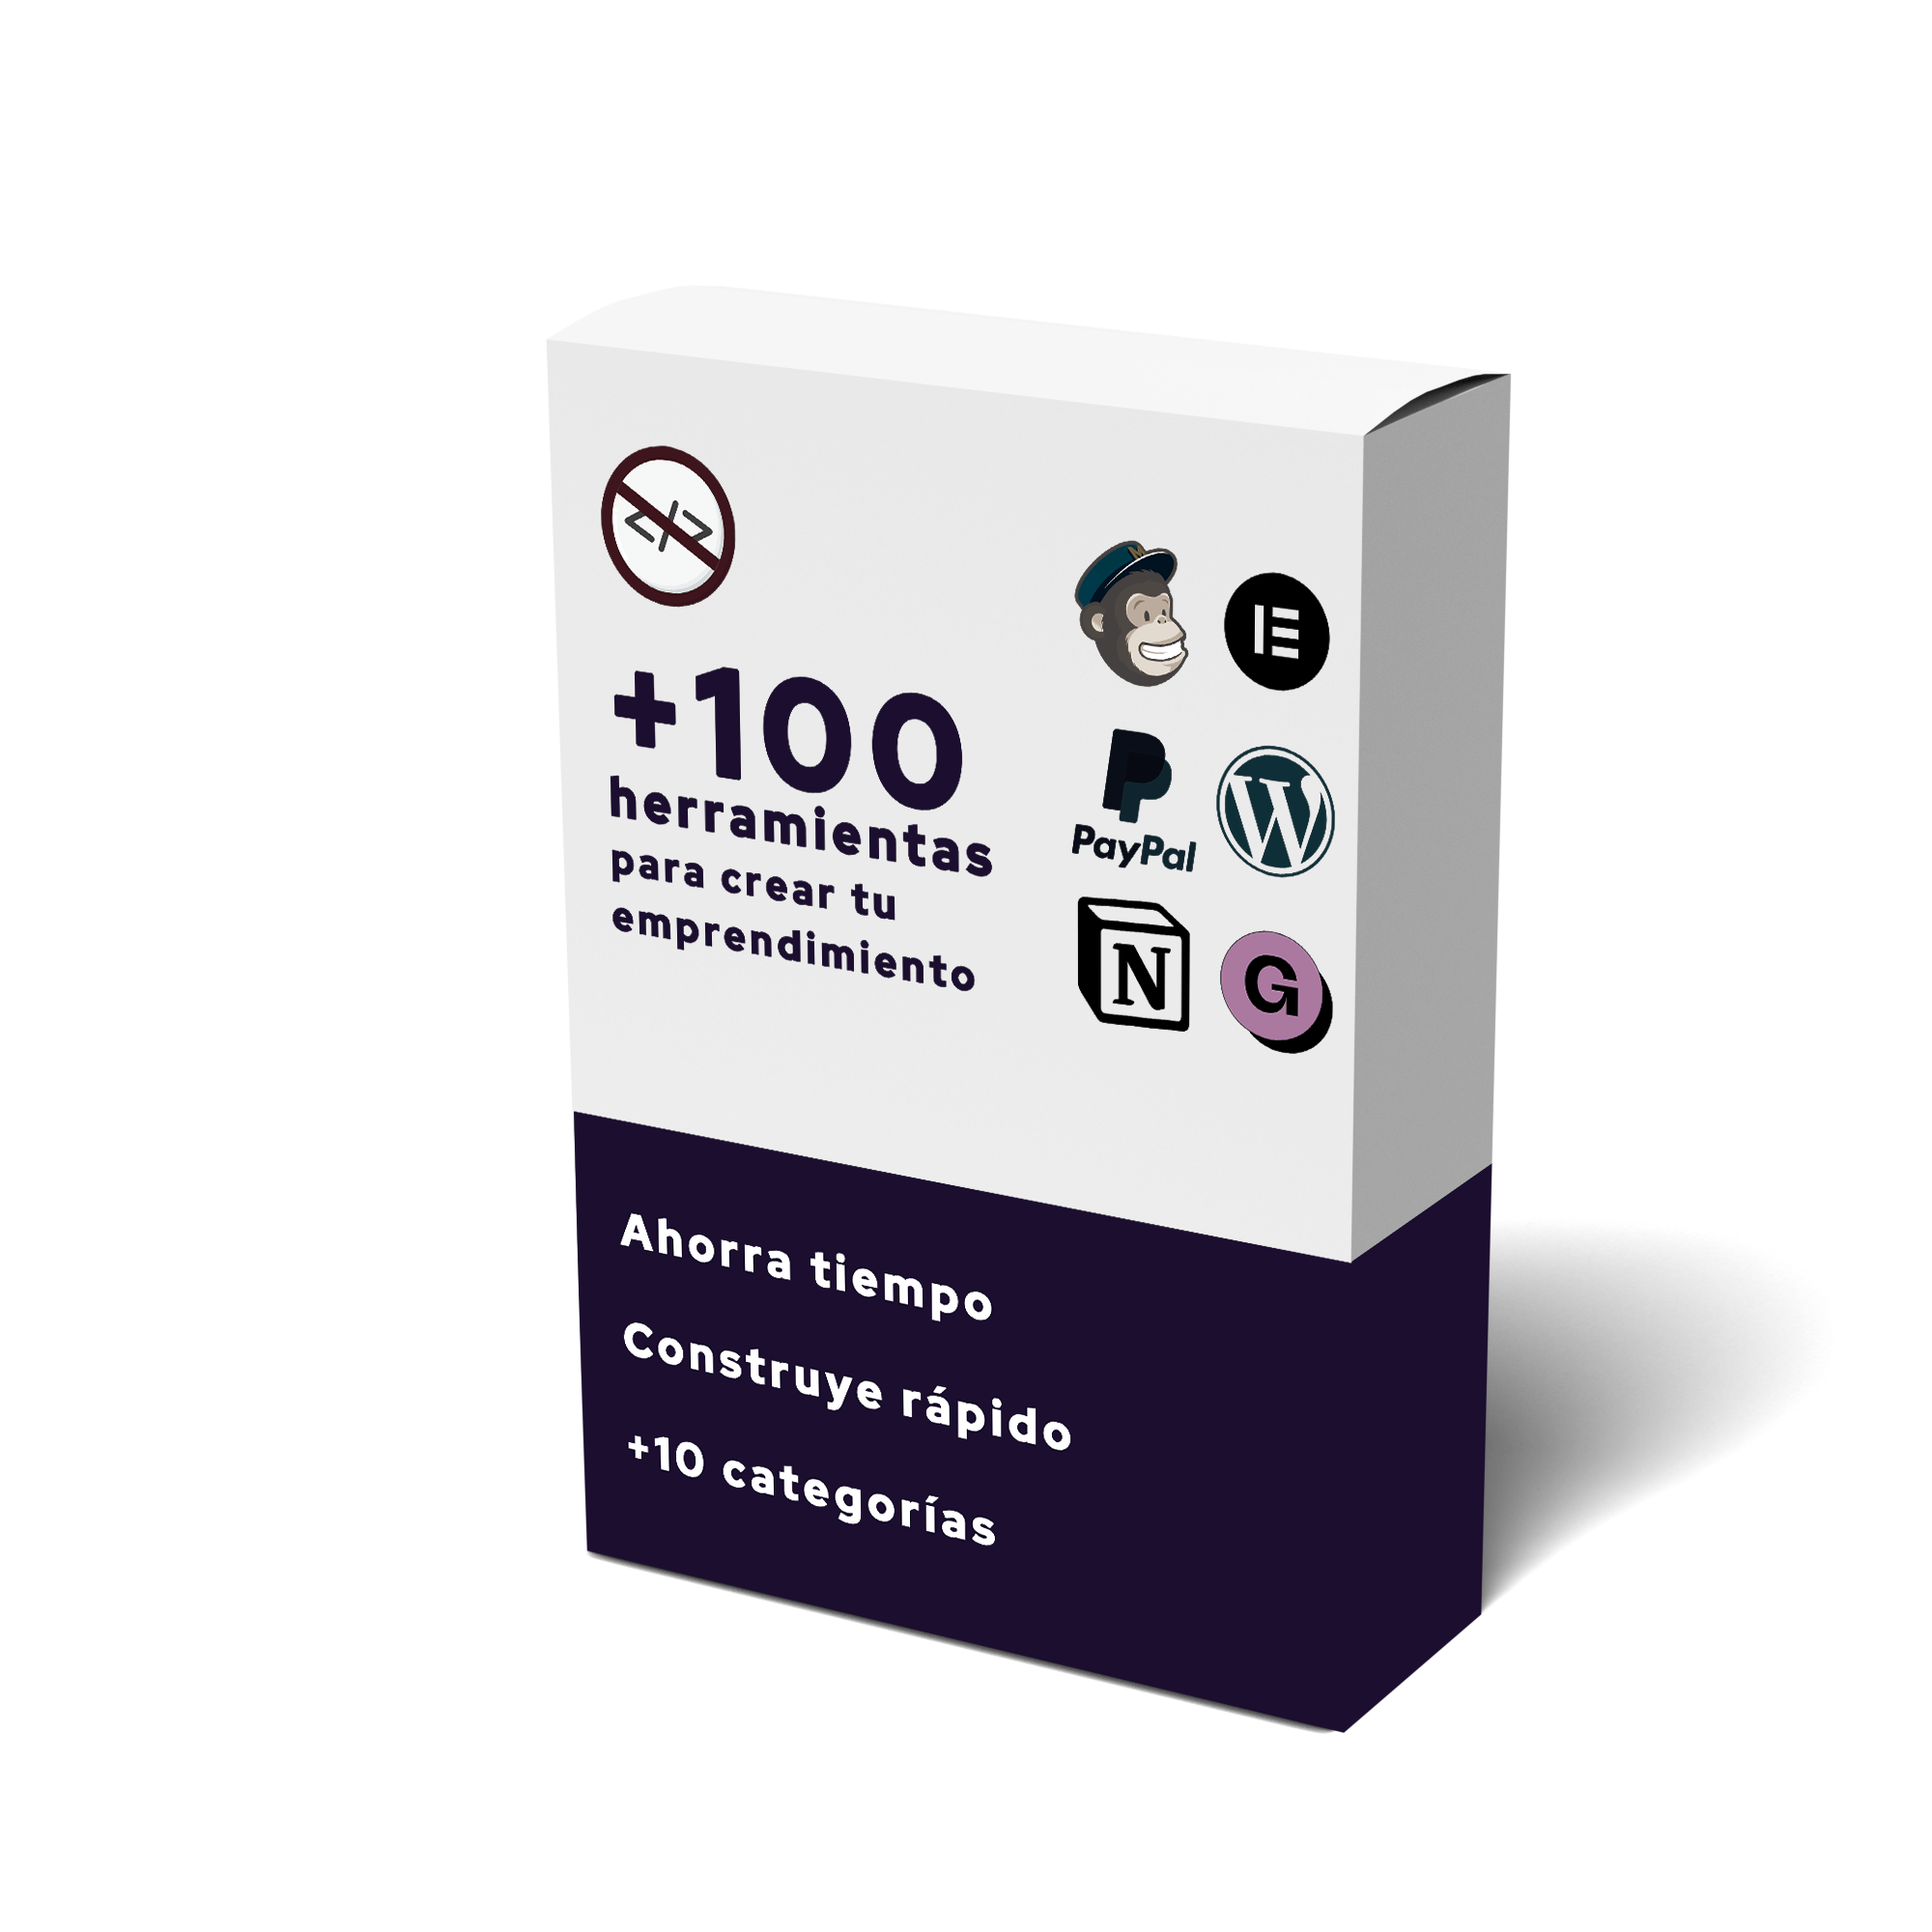 +100
herramientas
para crear tu
emprendimiento
M
E
PayPal
W
N
G
Ahorra tiempo
Construye rápido
+10 categorías